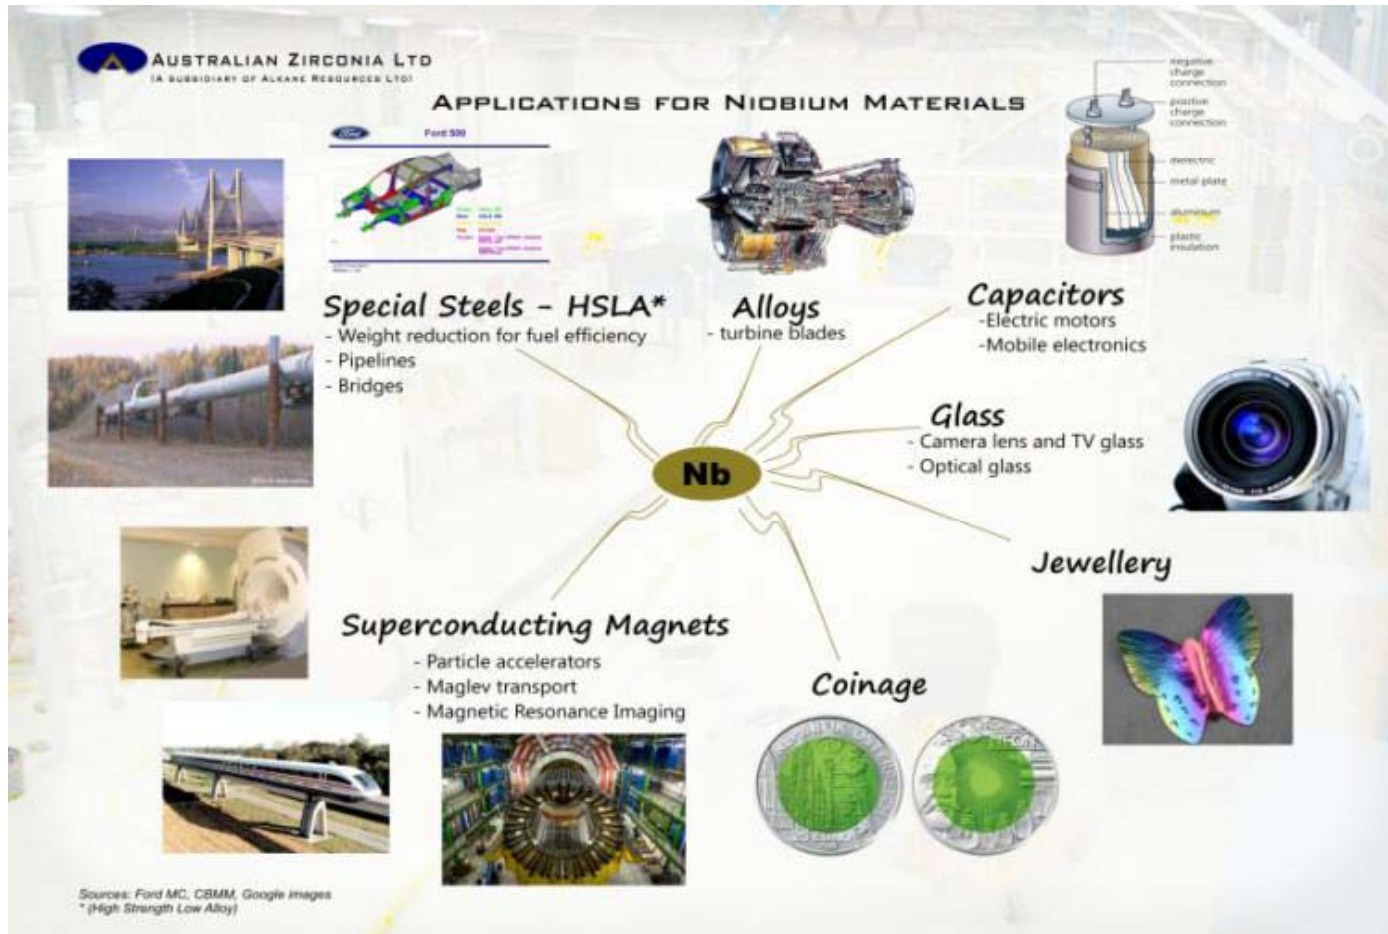 AUSTRALIAN ZIRCONIA LTD
(A SUBSIDIARY OF ALKANE RESOURCES LTD)
APPLICATIONS FOR NIOBIUM MATERIALS
Ford
Ford 500
negative
charge
connection
positive
charge
connection
dielectric
metal plate
aluminum
plastic
insulation
Special Steels - HSLA*
- Weight reduction for fuel efficiency
- Pipelines
- Bridges
Alloys
- turbine blades
Capacitors
-Electric motors
-Mobile electronics
Glass
- Camera lens and TV glass
- Optical glass
Nb
Jewellery
Superconducting Magnets
- Particle accelerators
- Maglev transport
- Magnetic Resonance Imaging
Coinage
Sources: Ford MC, CBMM, Google images
* (High Strength Low Alloy)